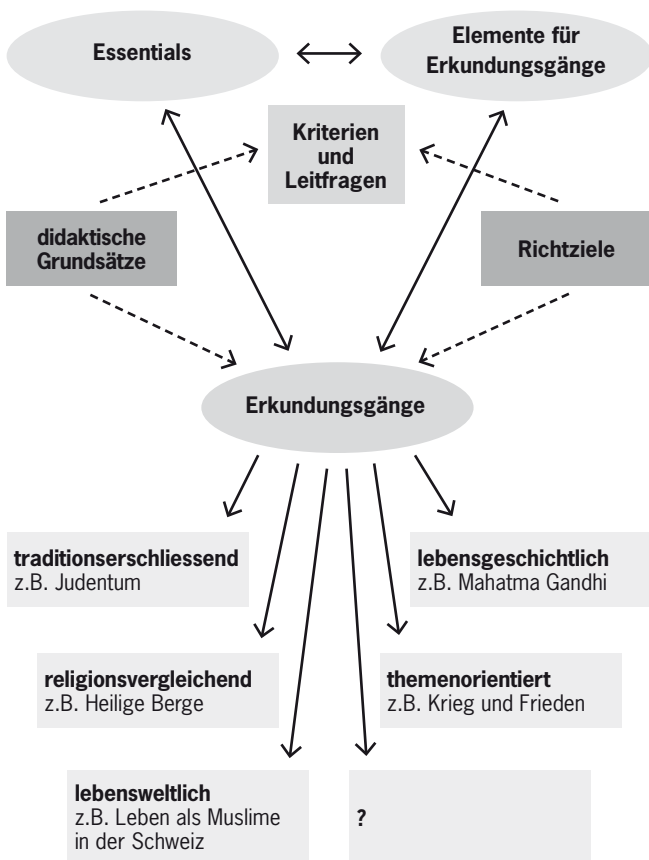 Essentials
Elemente für
Erkundungsgänge
Kriterien
und
Leitfragen
didaktische
Grundsätze
Richtziele
Erkundungsgänge
traditionserschliessend
z.B. Judentum
lebensgeschichtlich
z.B. Mahatma Gandhi
religionsvergleichend
z.B. Heilige Berge
themenorientiert
z.B. Krieg und Frieden
lebensweltlich
z.B. Leben als Muslime
in der Schweiz
?